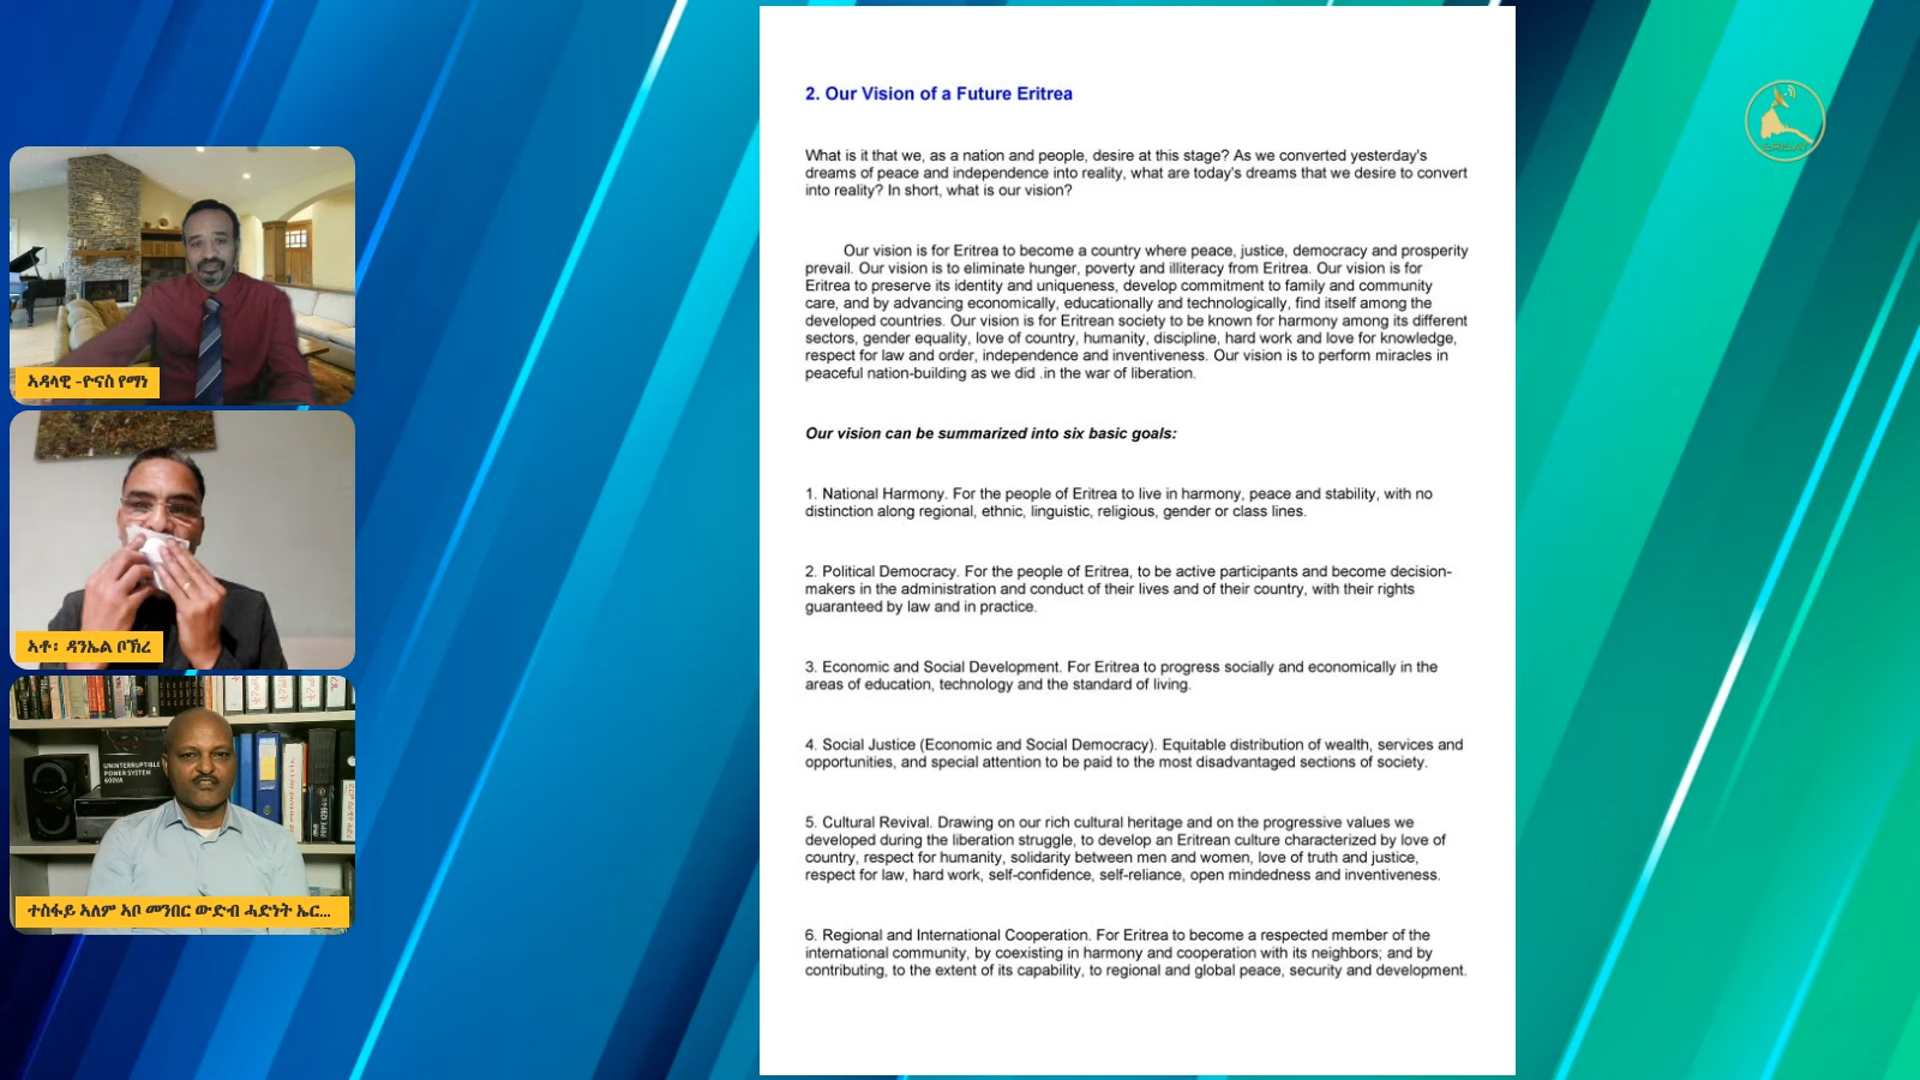 2. Our Vision of a Future Eritrea
What is it that we, as a nation and people, desire at this stage? As we converted yesterday's
dreams of peace and independence into reality, what are today's dreams that we desire to convert
into reality? In short, what is our vision?
Our vision is for Eritrea to become a country where peace, justice, democracy and prosperity
prevail. Our vision is to eliminate hunger, poverty and illiteracy from Eritrea. Our vision is for
Eritrea to preserve its identity and uniqueness, develop commitment to family and community
care, and by advancing economically, educationally and technologically, find itself among the
developed countries. Our vision is for Eritrean society to be known for harmony among its different
sectors, gender equality, love of country, humanity, discipline, hard work and love for knowledge,
respect for law and order, independence and inventiveness. Our vision is to perform miracles in
peaceful nation-building as we did .in the war of liberation.
Our vision can be summarized into six basic goals:
1. National Harmony. For the people of Eritrea to live in harmony, peace and stability, with no
distinction along regional, ethnic, linguistic, religious, gender or class lines.
2. Political Democracy. For the people of Eritrea, to be active participants and become decision-
makers in the administration and conduct of their lives and of their country, with their rights
guaranteed by law and in practice.
3. Economic and Social Development. For Eritrea to progress socially and economically in the
areas of education, technology and the standard of living.
4. Social Justice (Economic and Social Democracy). Equitable distribution of wealth, services and
opportunities, and special attention to be paid to the most disadvantaged sections of society.
5. Cultural Revival. Drawing on our rich cultural heritage and on the progressive values we
developed during the liberation struggle, to develop an Eritrean culture characterized by love of
country, respect for humanity, solidarity between men and women, love of truth and justice,
respect for law, hard work, self-confidence, self-reliance, open mindedness and inventiveness.
6. Regional and International Cooperation. For Eritrea to become a respected member of the
international community, by coexisting in harmony and cooperation with its neighbors; and by
contributing, to the extent of its capability, to regional and global peace, security and development.
ኣዳላዊ -ዮናስ የማነ
ኣቶ፡ ዳንኤል ቦኽረ
UNINTERRUPTIBLE
POWER SYSTEM
600VA
ተስፋይ ኣለም ኣቦ መንበር ውድብ ሓድነት ኤር...
ERISAT